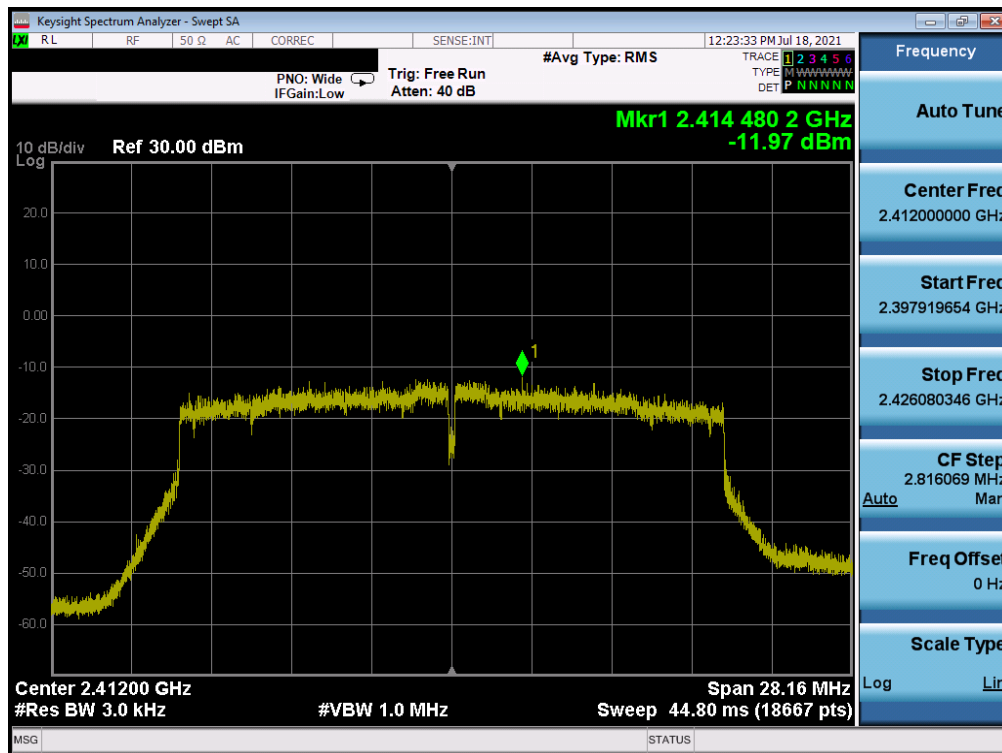 Keysight Spectrum Analyzer - Swept SA
LXI RL RF 50 Ω AC CORREC SENSE:INT 12:23:33 PM Jul 18, 2021
PNO: Wide
IFGain:Low
Trig: Free Run
Atten: 40 dB
#Avg Type: RMS
TRACE 1 2 3 4 5 6
TYPE M WWWWW
DET P N N N N N
Mkr1 2.414 480 2 GHz
-11.97 dBm
10 dB/div
Log
Ref 30.00 dBm
20.0
10.0
0.00
-10.0
-20.0
-30.0
-40.0
-50.0
-60.0
1
Center 2.41200 GHz
Span 28.16 MHz
#Res BW 3.0 kHz
#VBW 1.0 MHz
Sweep 44.80 ms (18667 pts)
MSG
STATUS
Frequency
Auto Tune
Center Freq
2.412000000 GHz
Start Freq
2.397919654 GHz
Stop Freq
2.426080346 GHz
CF Step
2.816069 MHz
Auto Man
Freq Offset
0 Hz
Scale Type
Log Lin